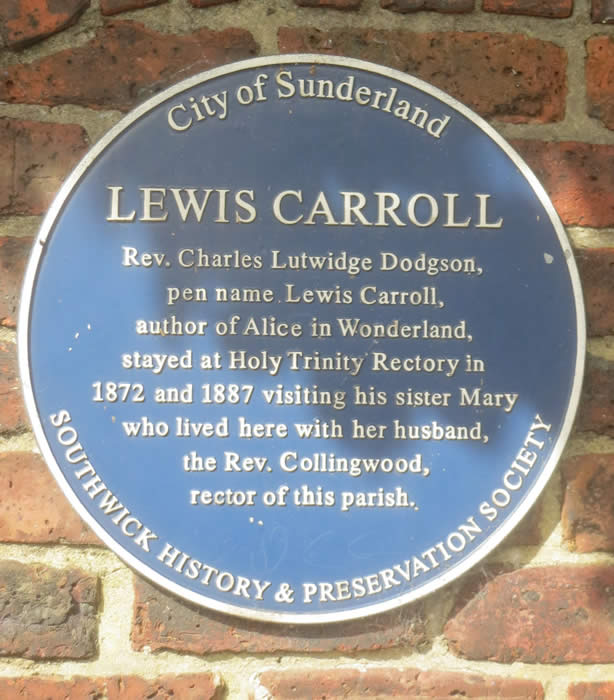 City of Sunderland
LEWIS CARROLL
Rev. Charles Lutwidge Dodgson,
pen name Lewis Carroll,
author of Alice in Wonderland,
stayed at Holy Trinity Rectory in
1872 and 1887 visiting his sister Mary
who lived here with her husband,
the Rev. Collingwood,
rector of this parish.
SOUTHWICK HISTORY & PRESERVATION SOCIETY